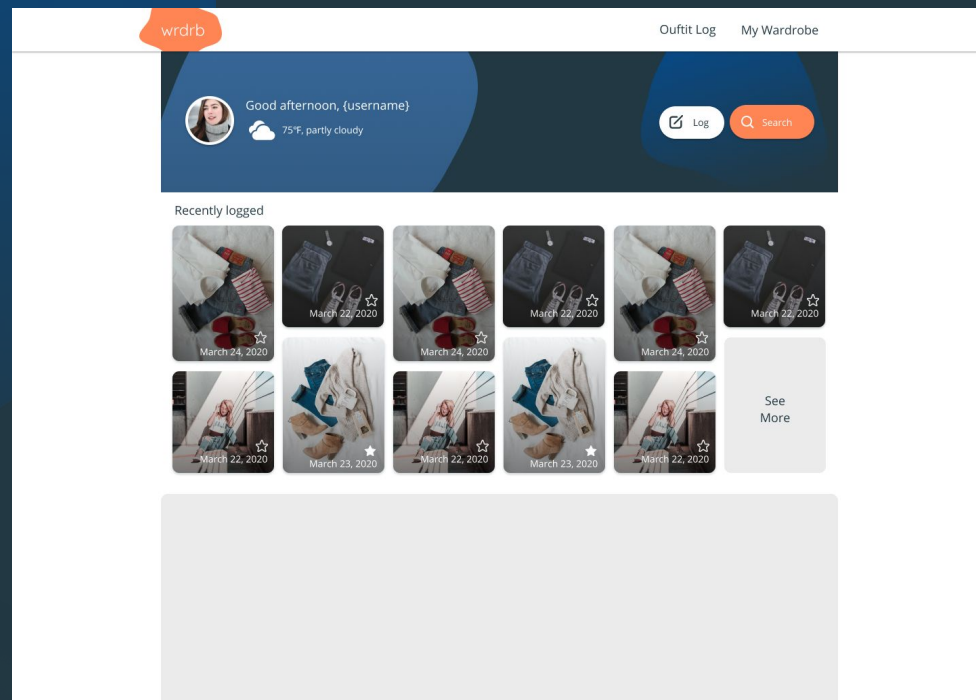 wrdrb
Ouftit Log
My Wardrobe
Good afternoon, {username}
75°F, partly cloudy
Log
Search
Recently logged
March 24, 2020
March 22, 2020
March 24, 2020
March 22, 2020
March 24, 2020
March 22, 2020
March 22, 2020
March 23, 2020
March 22, 2020
March 23, 2020
March 22, 2020
See
More